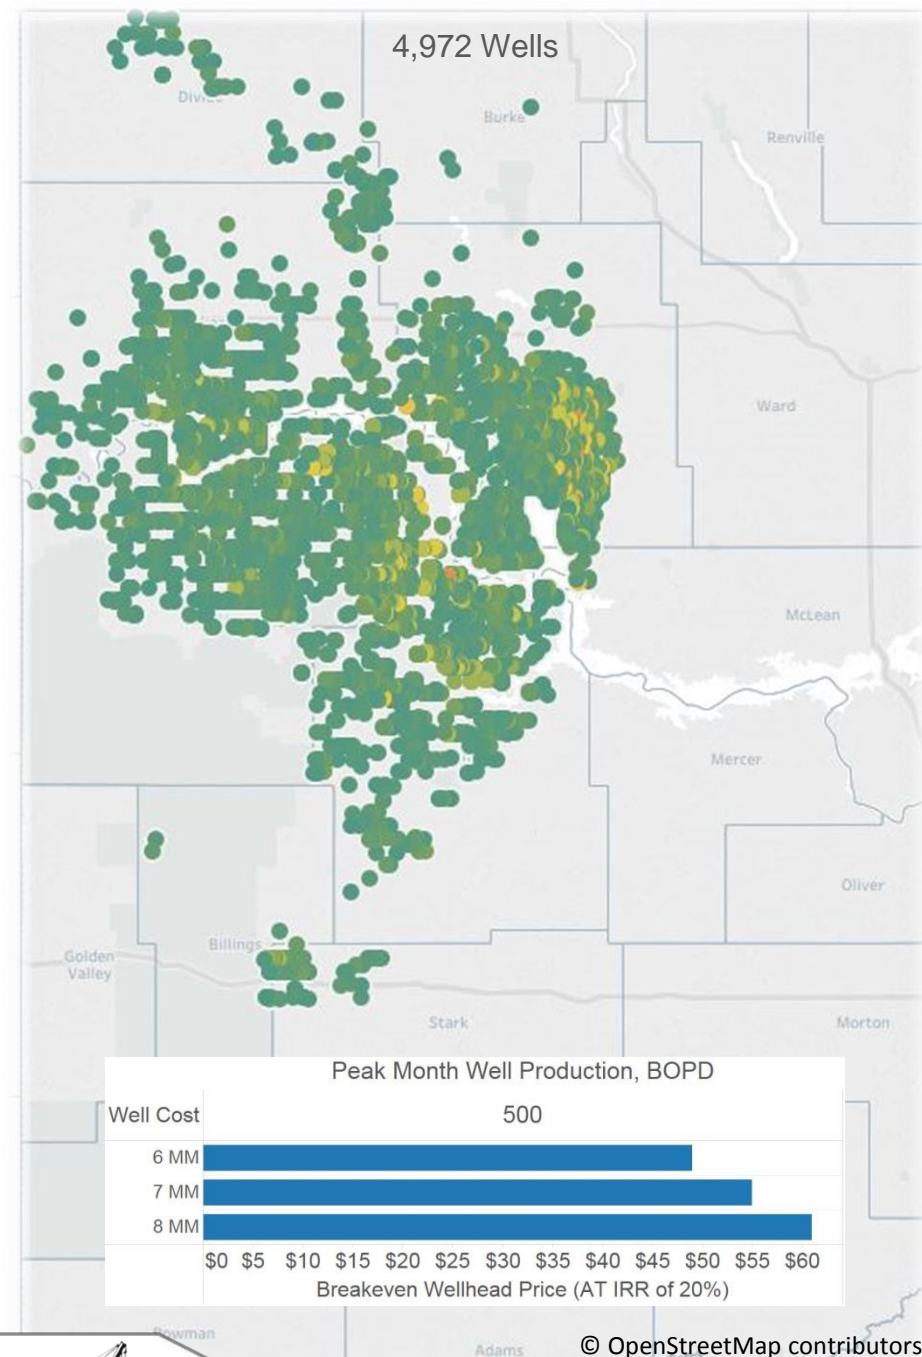 4,972 Wells
Burke
Renville
Ward
McLean
Mercer
Oliver
Billings
Golden
Valley
Stark
Morton
Peak Month Well Production, BOPD
Well Cost
500
6 MM
7 MM
8 MM
$0 $5 $10 $15 $20 $25 $30 $35 $40 $45 $50 $55 $60
Breakeven Wellhead Price (AT IRR of 20%)
Bowman
Adams
© OpenStreetMap contributors